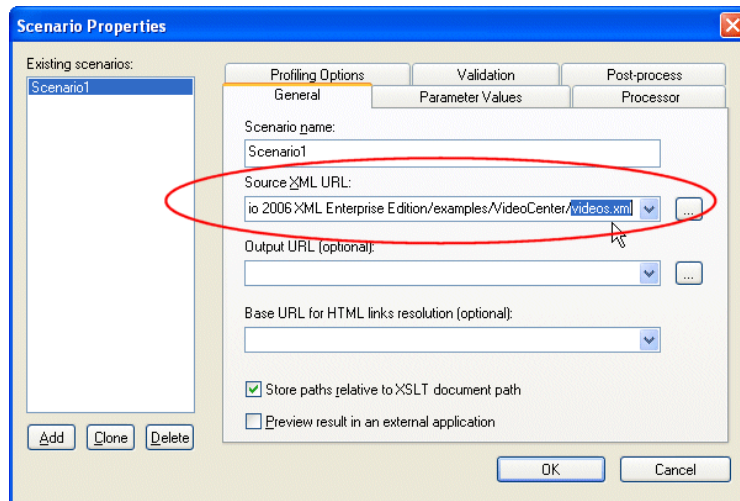 Scenario Properties
Existing scenarios:
Scenario1
Profiling Options
Validation
Post-process
General
Parameter Values
Processor
Scenario name:
Scenario1
Source XML URL:
io 2006 XML Enterprise Edition/examples/VideoCenter/videos.xml
...
Output URL (optional):
...
Base URL for HTML links resolution (optional):
Store paths relative to XSLT document path
Preview result in an external application
Add
Clone
Delete
OK
Cancel